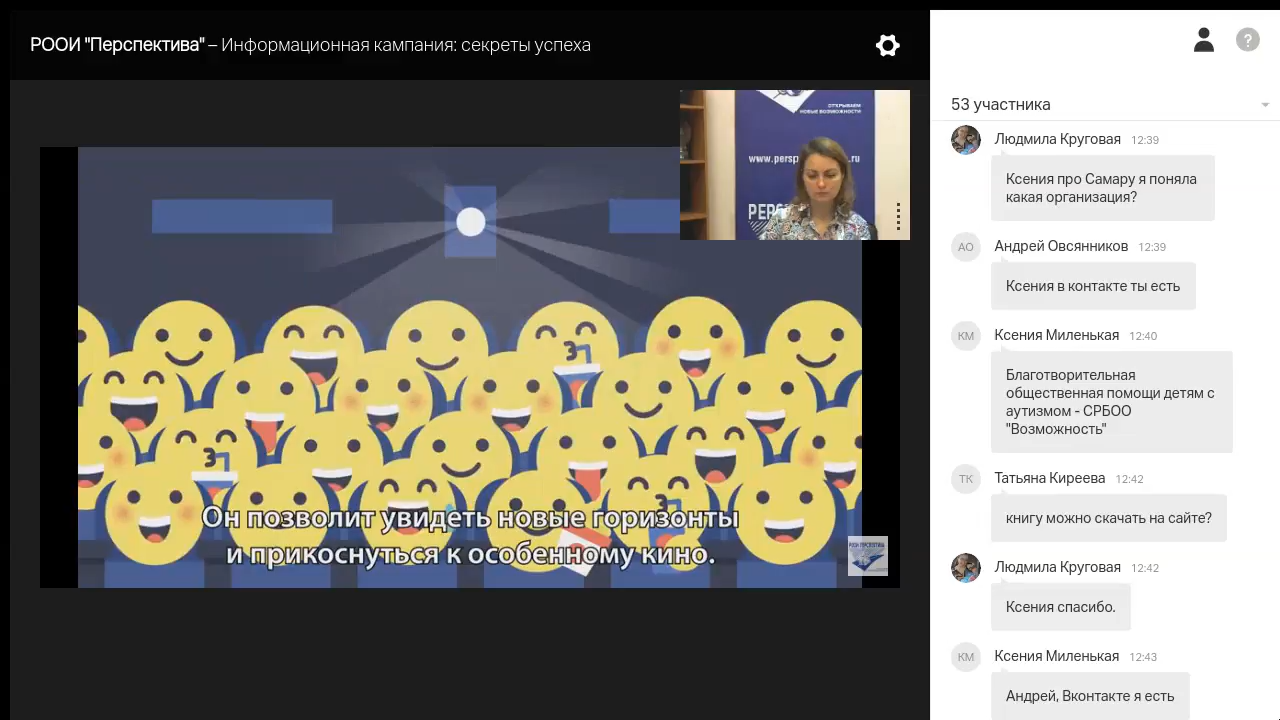 РООИ "Перспектива" – Информационная кампания: секреты успеха
ОТКРЫВАЕМ
НОВЫЕ ВОЗМОЖНОСТИ
www.persp
.ru
Он позволит увидеть новые горизонты
и прикоснуться к особенному кино.
РООИ ПЕРСПЕКТИВА
?
53 участника
Людмила Круговая 12:39
Ксения про Самару я поняла
какая организация?
АО Андрей Овсянников 12:39
Ксения в контакте ты есть
КМ Ксения Миленькая 12:40
Благотворительная
общественная помощи детям с
аутизмом - СРБОО
"Возможность"
ТК Татьяна Киреева 12:42
книгу можно скачать на сайте?
Людмила Круговая 12:42
Ксения спасибо.
КМ Ксения Миленькая 12:43
Андрей, Вконтакте я есть